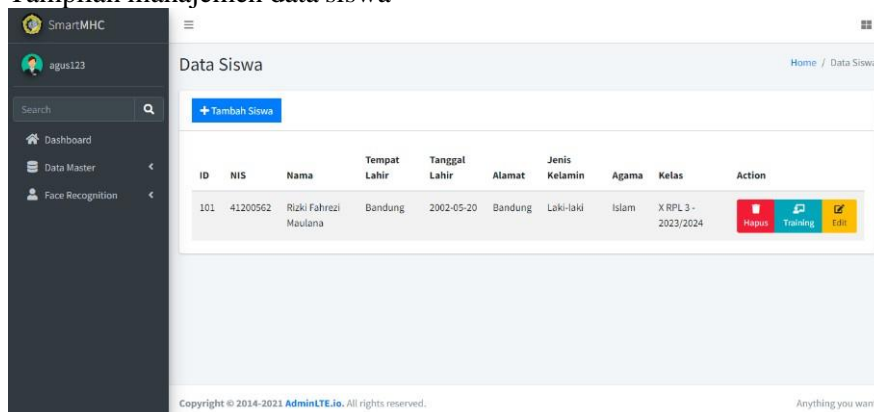 Tampilan manajemen data siswa
SmartMHC
agus123
Data Siswa
Home / Data Siswa
Search
+ Tambah Siswa
Dashboard
Data Master
Face Recognition
ID NIS Nama Tempat Lahir Tanggal Lahir Alamat Jenis Kelamin Agama Kelas Action
101 41200562 Rizki Fahrezi Maulana Bandung 2002-05-20 Bandung Laki-laki Islam X RPL 3 - 2023/2024 Hapus Training Edit
Copyright © 2014-2021 AdminLTE.io. All rights reserved.
Anything you want